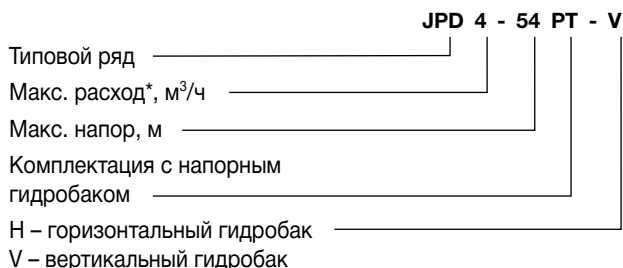 JPD 4 - 54 PT - V
Типовой ряд
Макс. расход*, м³/ч
Макс. напор, м
Комплектация с напорным
гидробаком
H – горизонтальный гидробак
V – вертикальный гидробак